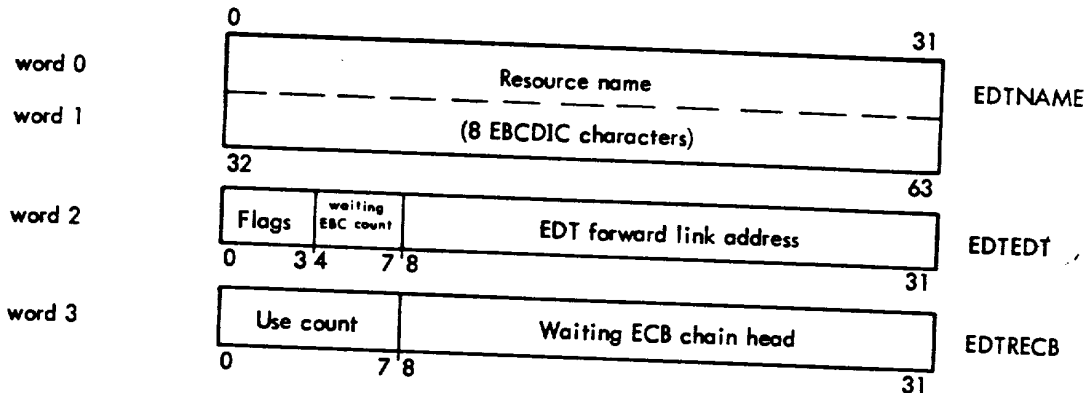 0 31
word 0 Resource name EDTNAME
word 1 (8 EBCDIC characters)
32 63
word 2 Flags waiting EBC count EDT forward link address EDTEDT
0 3 4 7 8 31
word 3 Use count Waiting ECB chain head EDTRECB
0 7 8 31